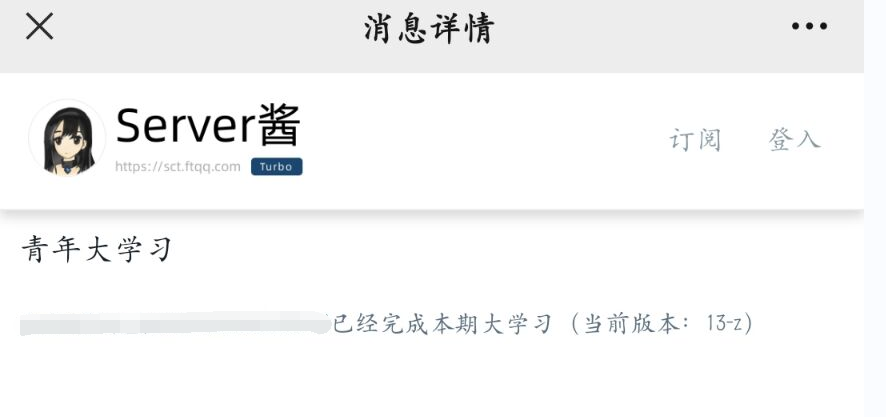 消息详情
Server酱
https://sct.ftqq.com Turbo
订阅 登入
青年大学习
已经完成本期大学习（当前版本：13-z）